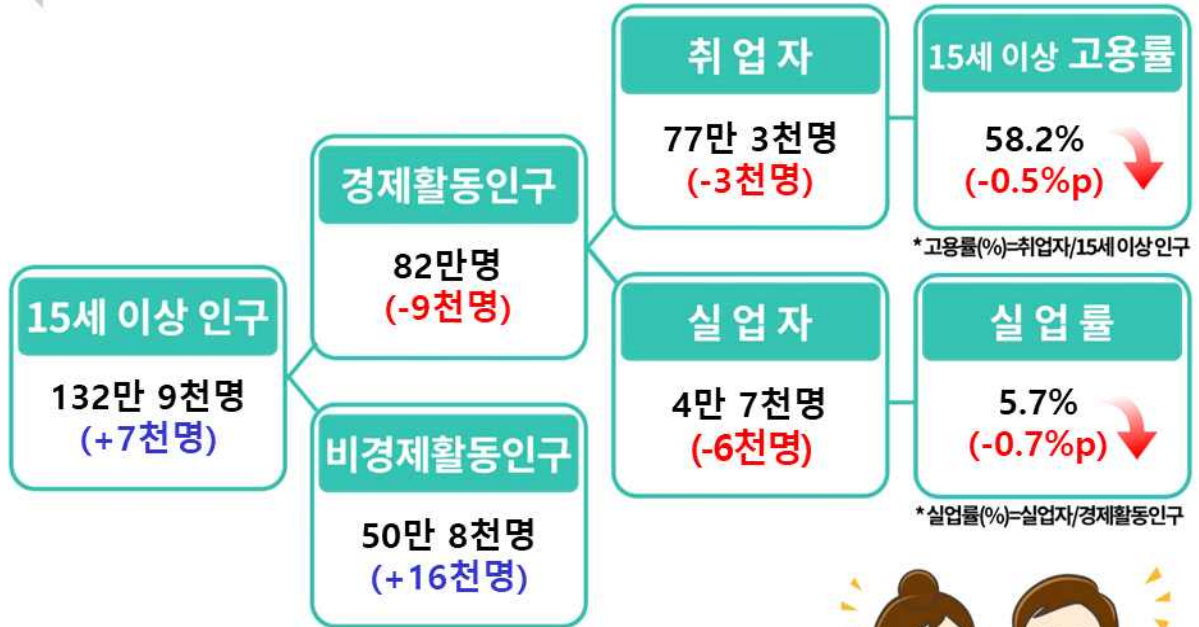 15세 이상 인구
132만 9천명
(+7천명)
경제활동인구
82만명
(-9천명)
비경제활동인구
50만 8천명
(+16천명)
취 업 자
77만 3천명
(-3천명)
15세 이상 고용률
58.2%
(-0.5%p)
*고용률(%)=취업자/15세 이상 인구
실 업 자
4만 7천명
(-6천명)
실 업 률
5.7%
(-0.7%p)
*실업률(%)=실업자/경제활동인구